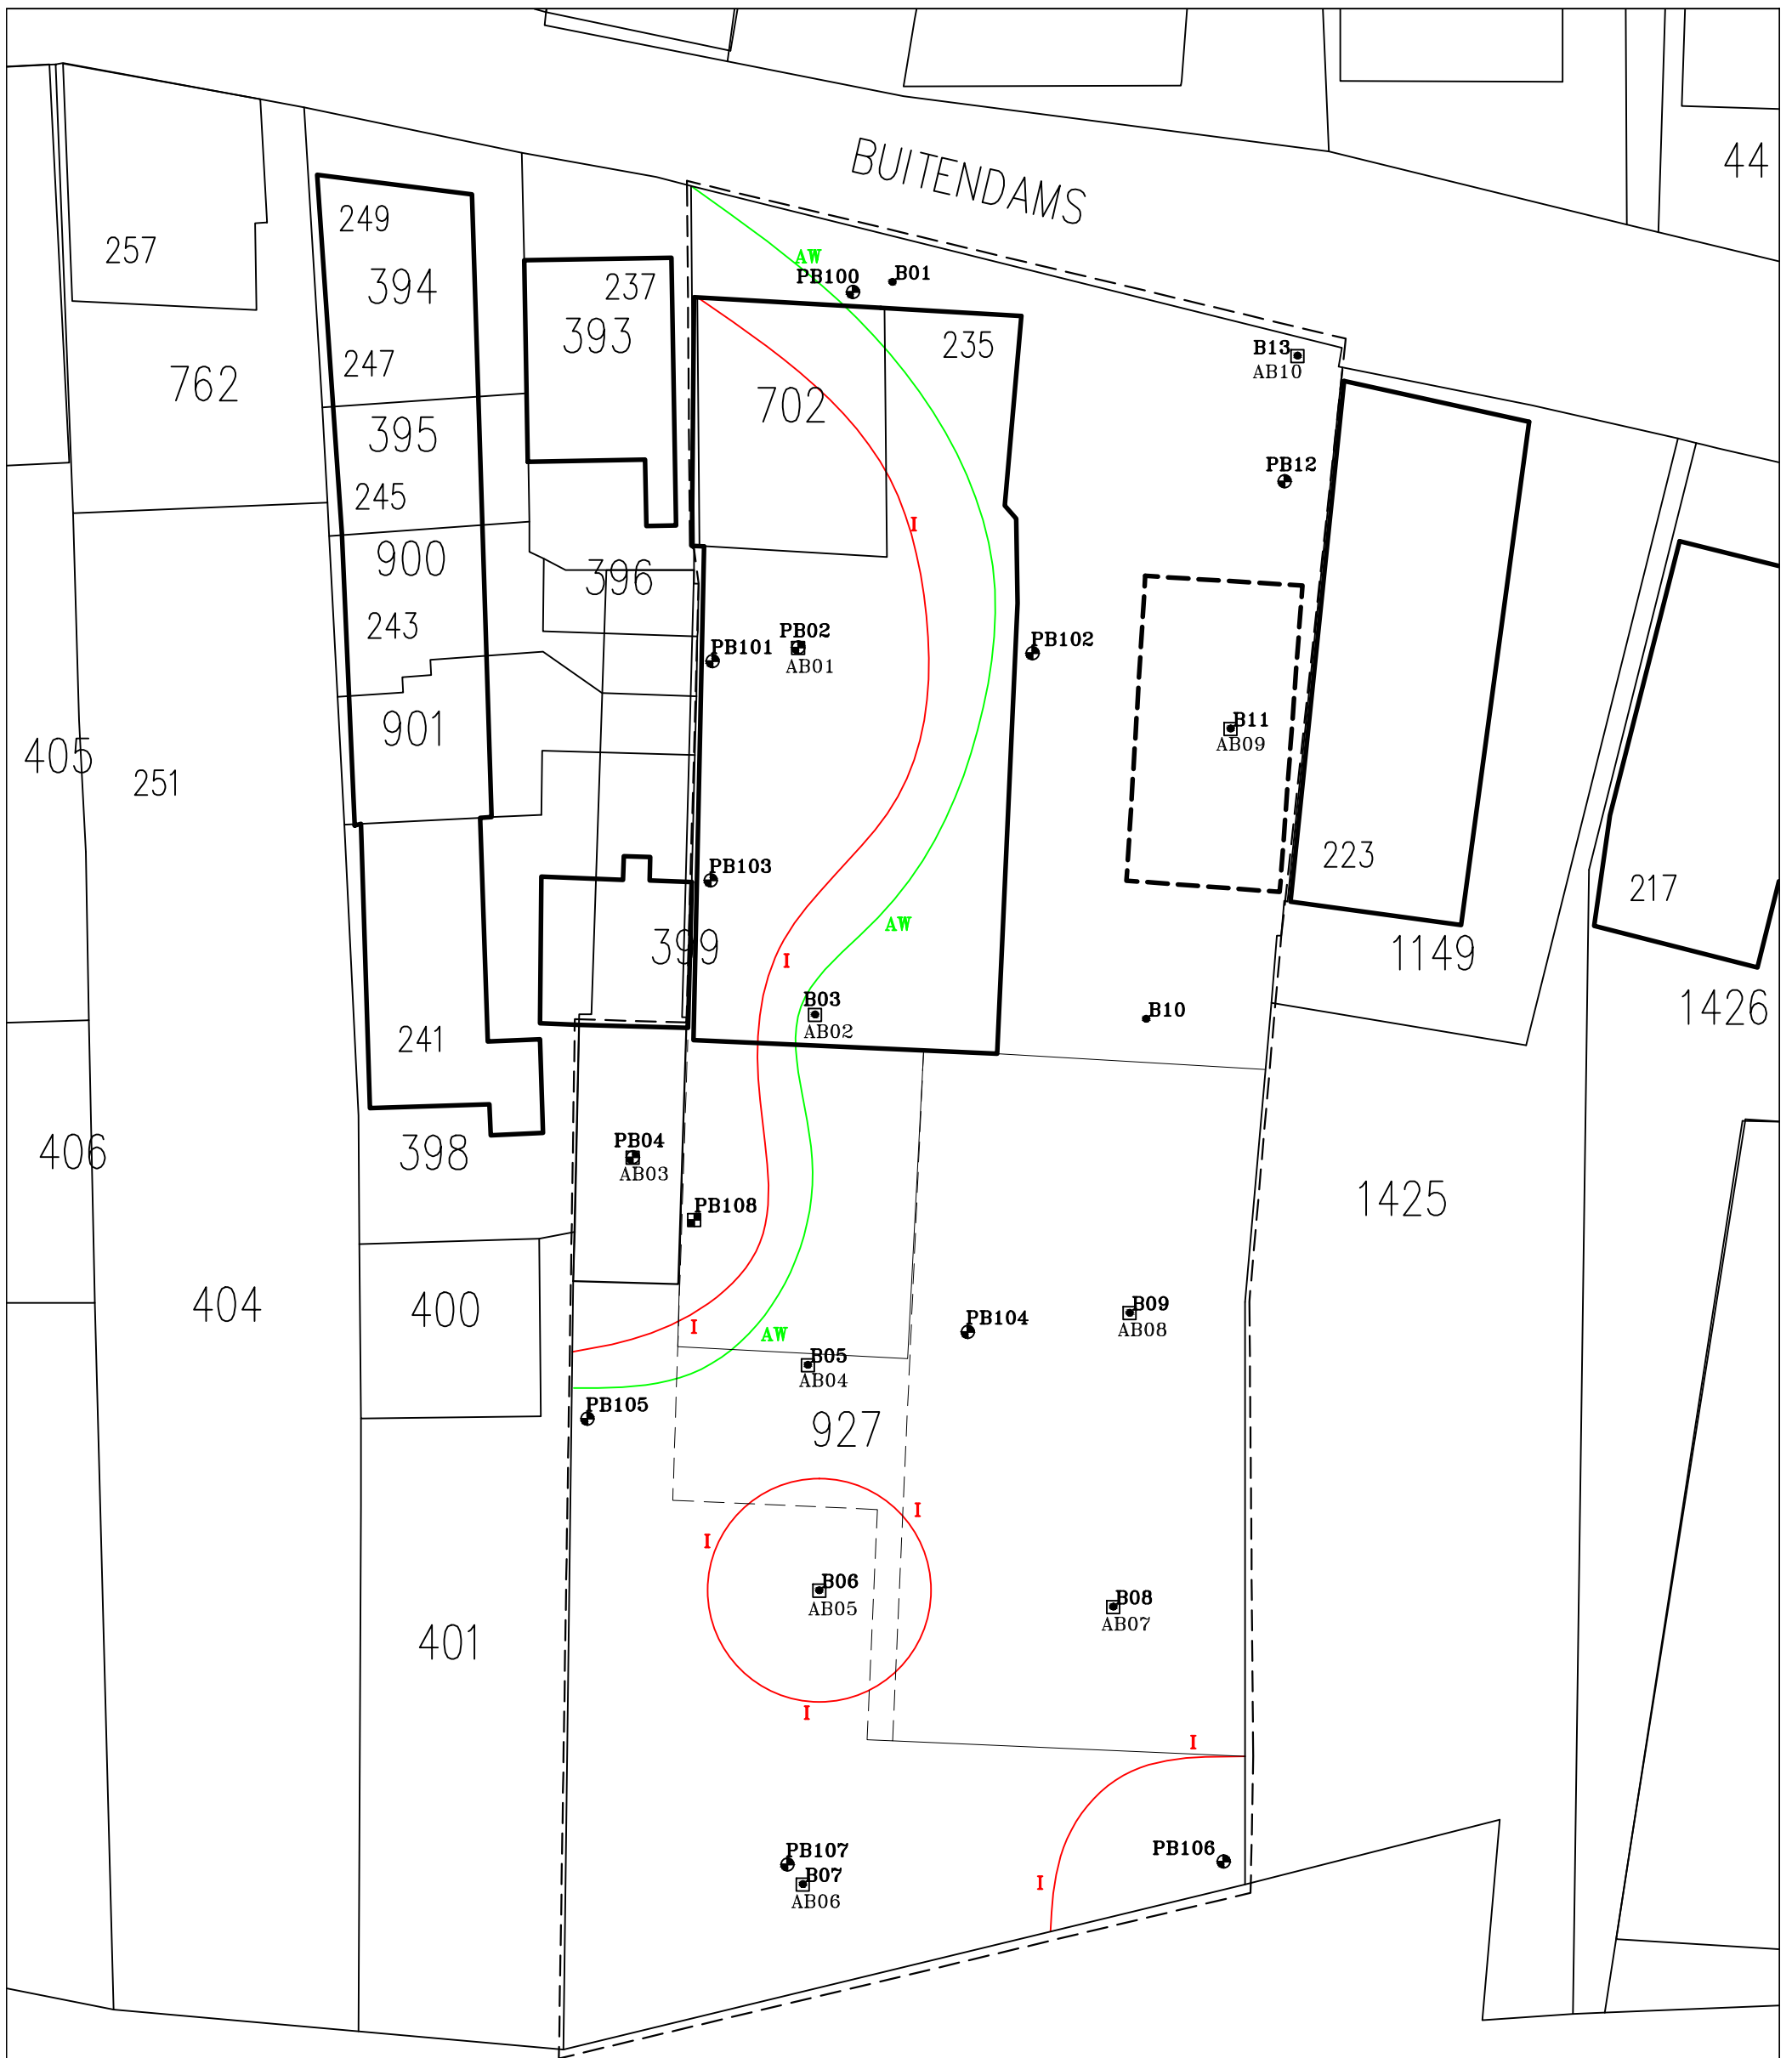 BUITENDAMS
44
249
257
394
237
393
247
762
395
245
900
243
901
396
405
251
399
241
398
406
404
400
401
AW
PB100
B01
235
702
I
B13
AB10
PB12
PB101
PB02
AB01
PB102
B11
AB09
223
217
1149
1426
PB103
AW
I
B03
AB02
B10
PB04
AB03
PB108
1425
B09
AB08
PB104
I
AW
B05
AB04
PB105
927
I
I
B06
AB05
B08
AB07
I
I
PB107
B07
AB06
PB106
I